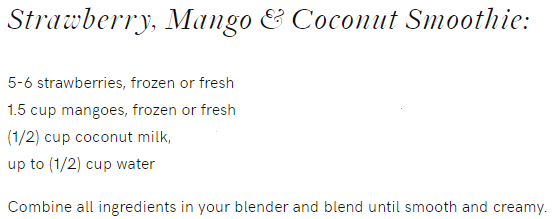 Strawberry, Mango & Coconut Smoothie:
5-6 strawberries, frozen or fresh
1.5 cup mangoes, frozen or fresh
(1/2) cup coconut milk,
up to (1/2) cup water
Combine all ingredients in your blender and blend until smooth and creamy.